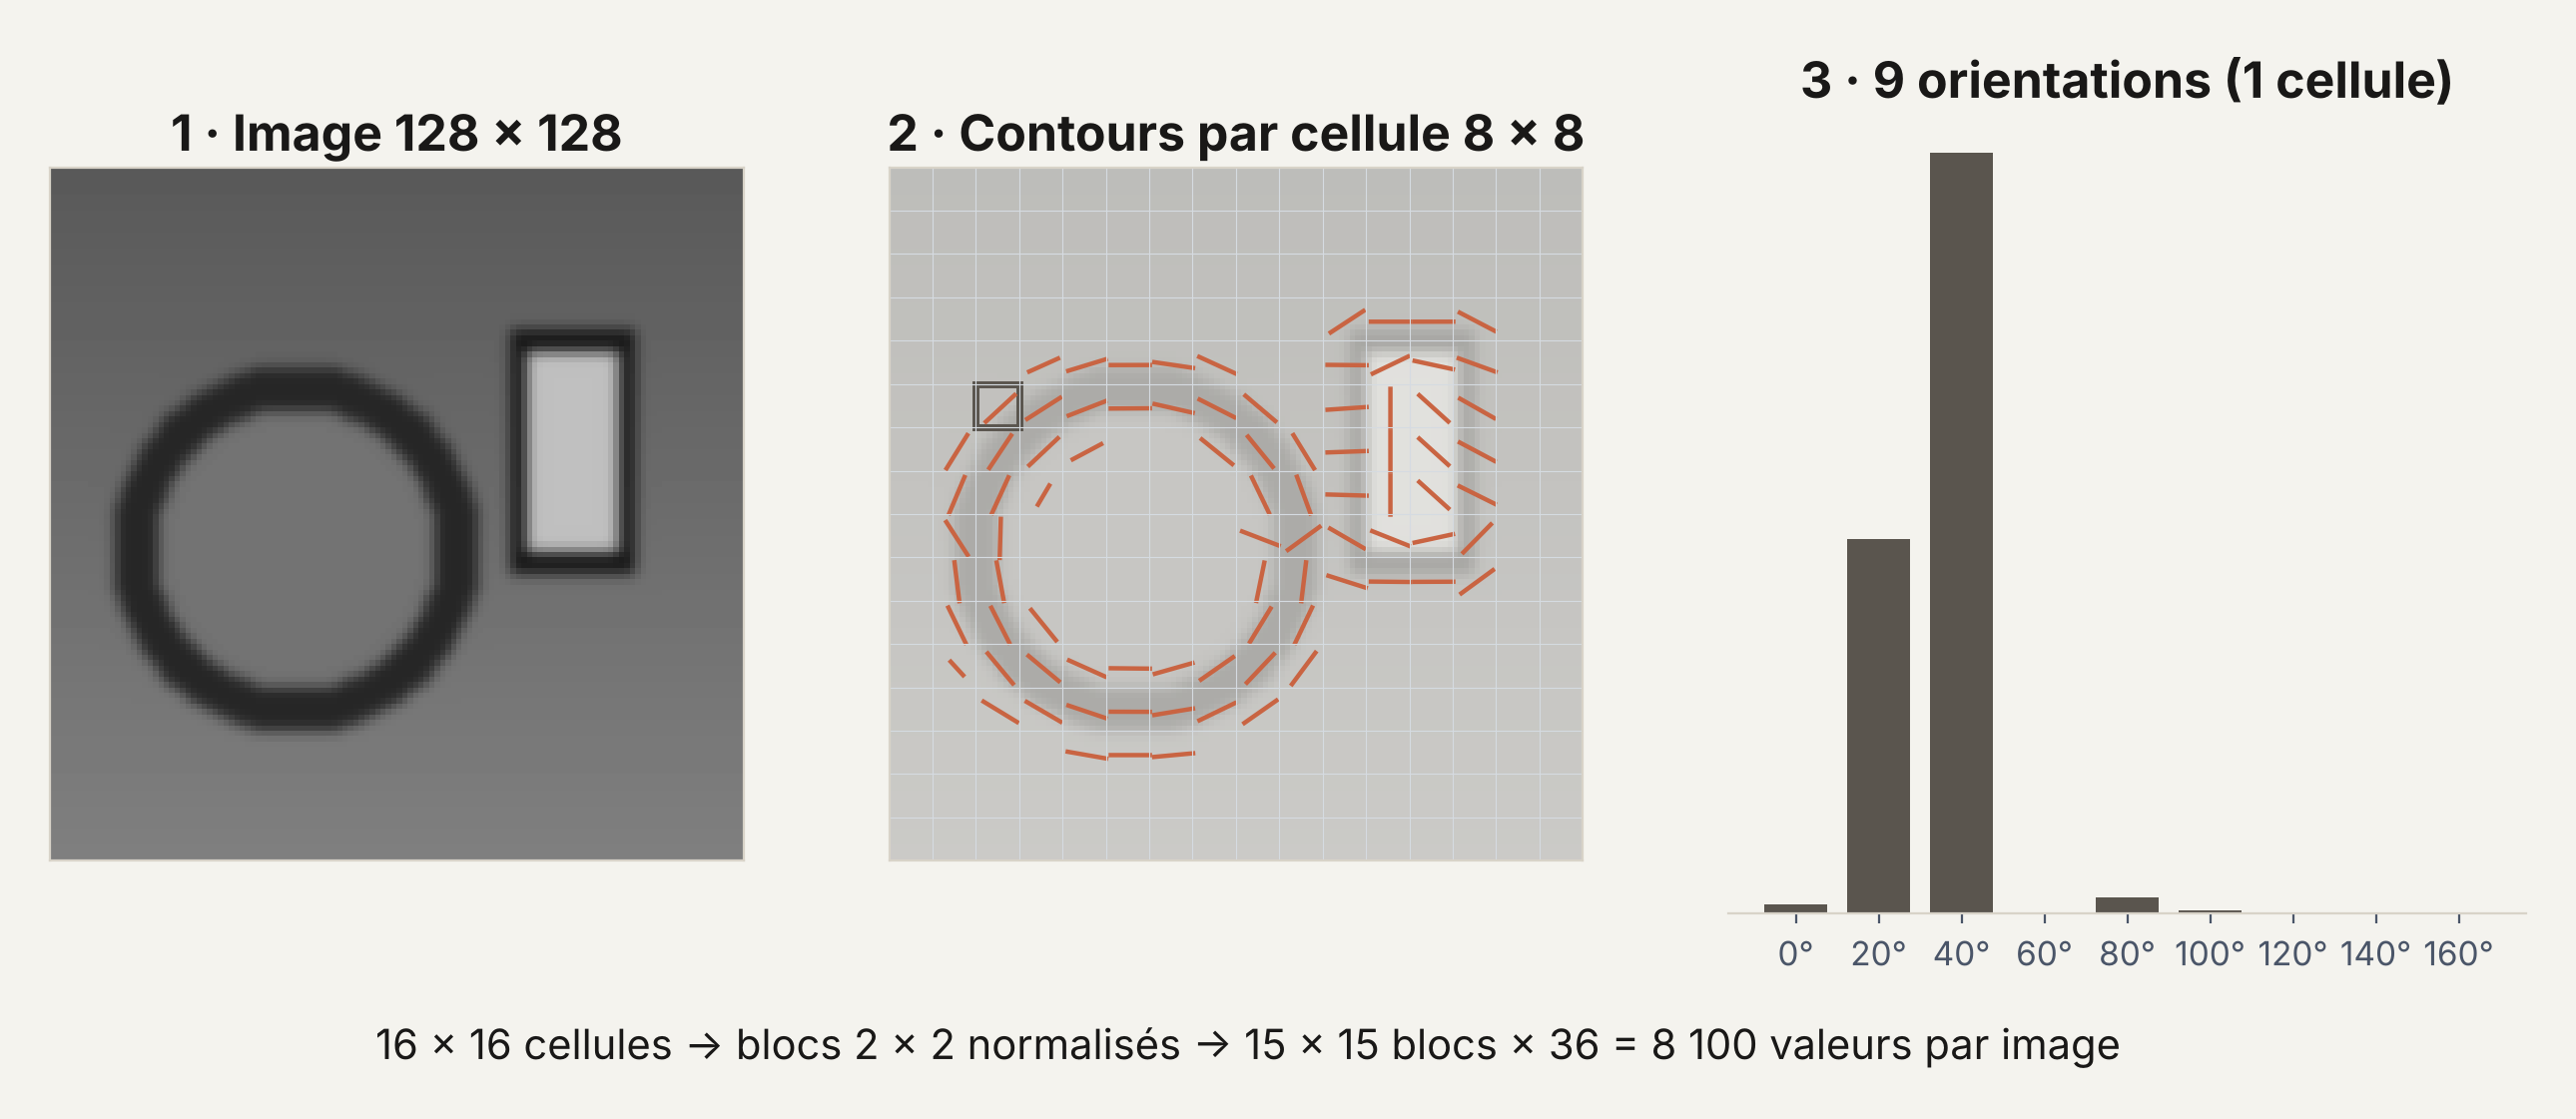 3 · 9 orientations (1 cellule)
1 · Image 128 × 128
2 · Contours par cellule 8 × 8
0° 20° 40° 60° 80° 100° 120° 140° 160°
16 × 16 cellules → blocs 2 × 2 normalisés → 15 × 15 blocs × 36 = 8 100 valeurs par image